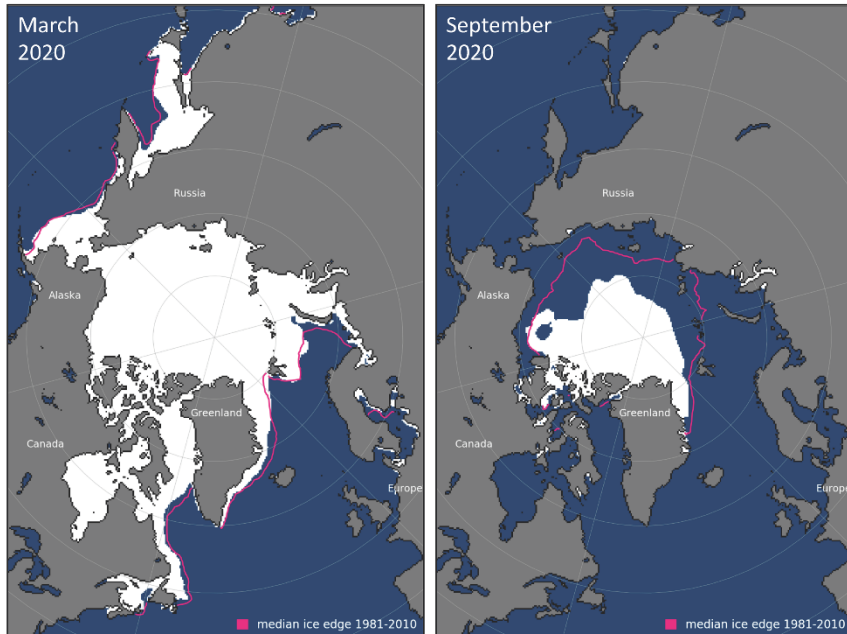 March
2020
Russia
Alaska
Greenland
Canada
Europe
median ice edge 1981-2010
September
2020
Russia
Alaska
Greenland
Canada
Europe
median ice edge 1981-2010